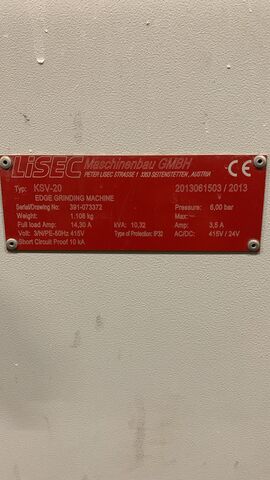 LiSEC Maschinenbau GMBH CE
PETER LISEC STRASSE 1 3353 SEITENSTETTEN, AUSTRIA
Typ: KSV-20 2013061503 / 2013
EDGE GRINDING MACHINE V
Serial/Drawing No: 391-073372 Pressure: 6,00 bar
Weight: 1.106 kg Max: --
Full load Amp: 14,30 A kVA: 10,32 Amp: 3,5 A
Volt: 3/N/PE-50Hz 415V Type of Protection: IP32 AC/DC: 415V / 24V
Short Circuit Proof 10 kA